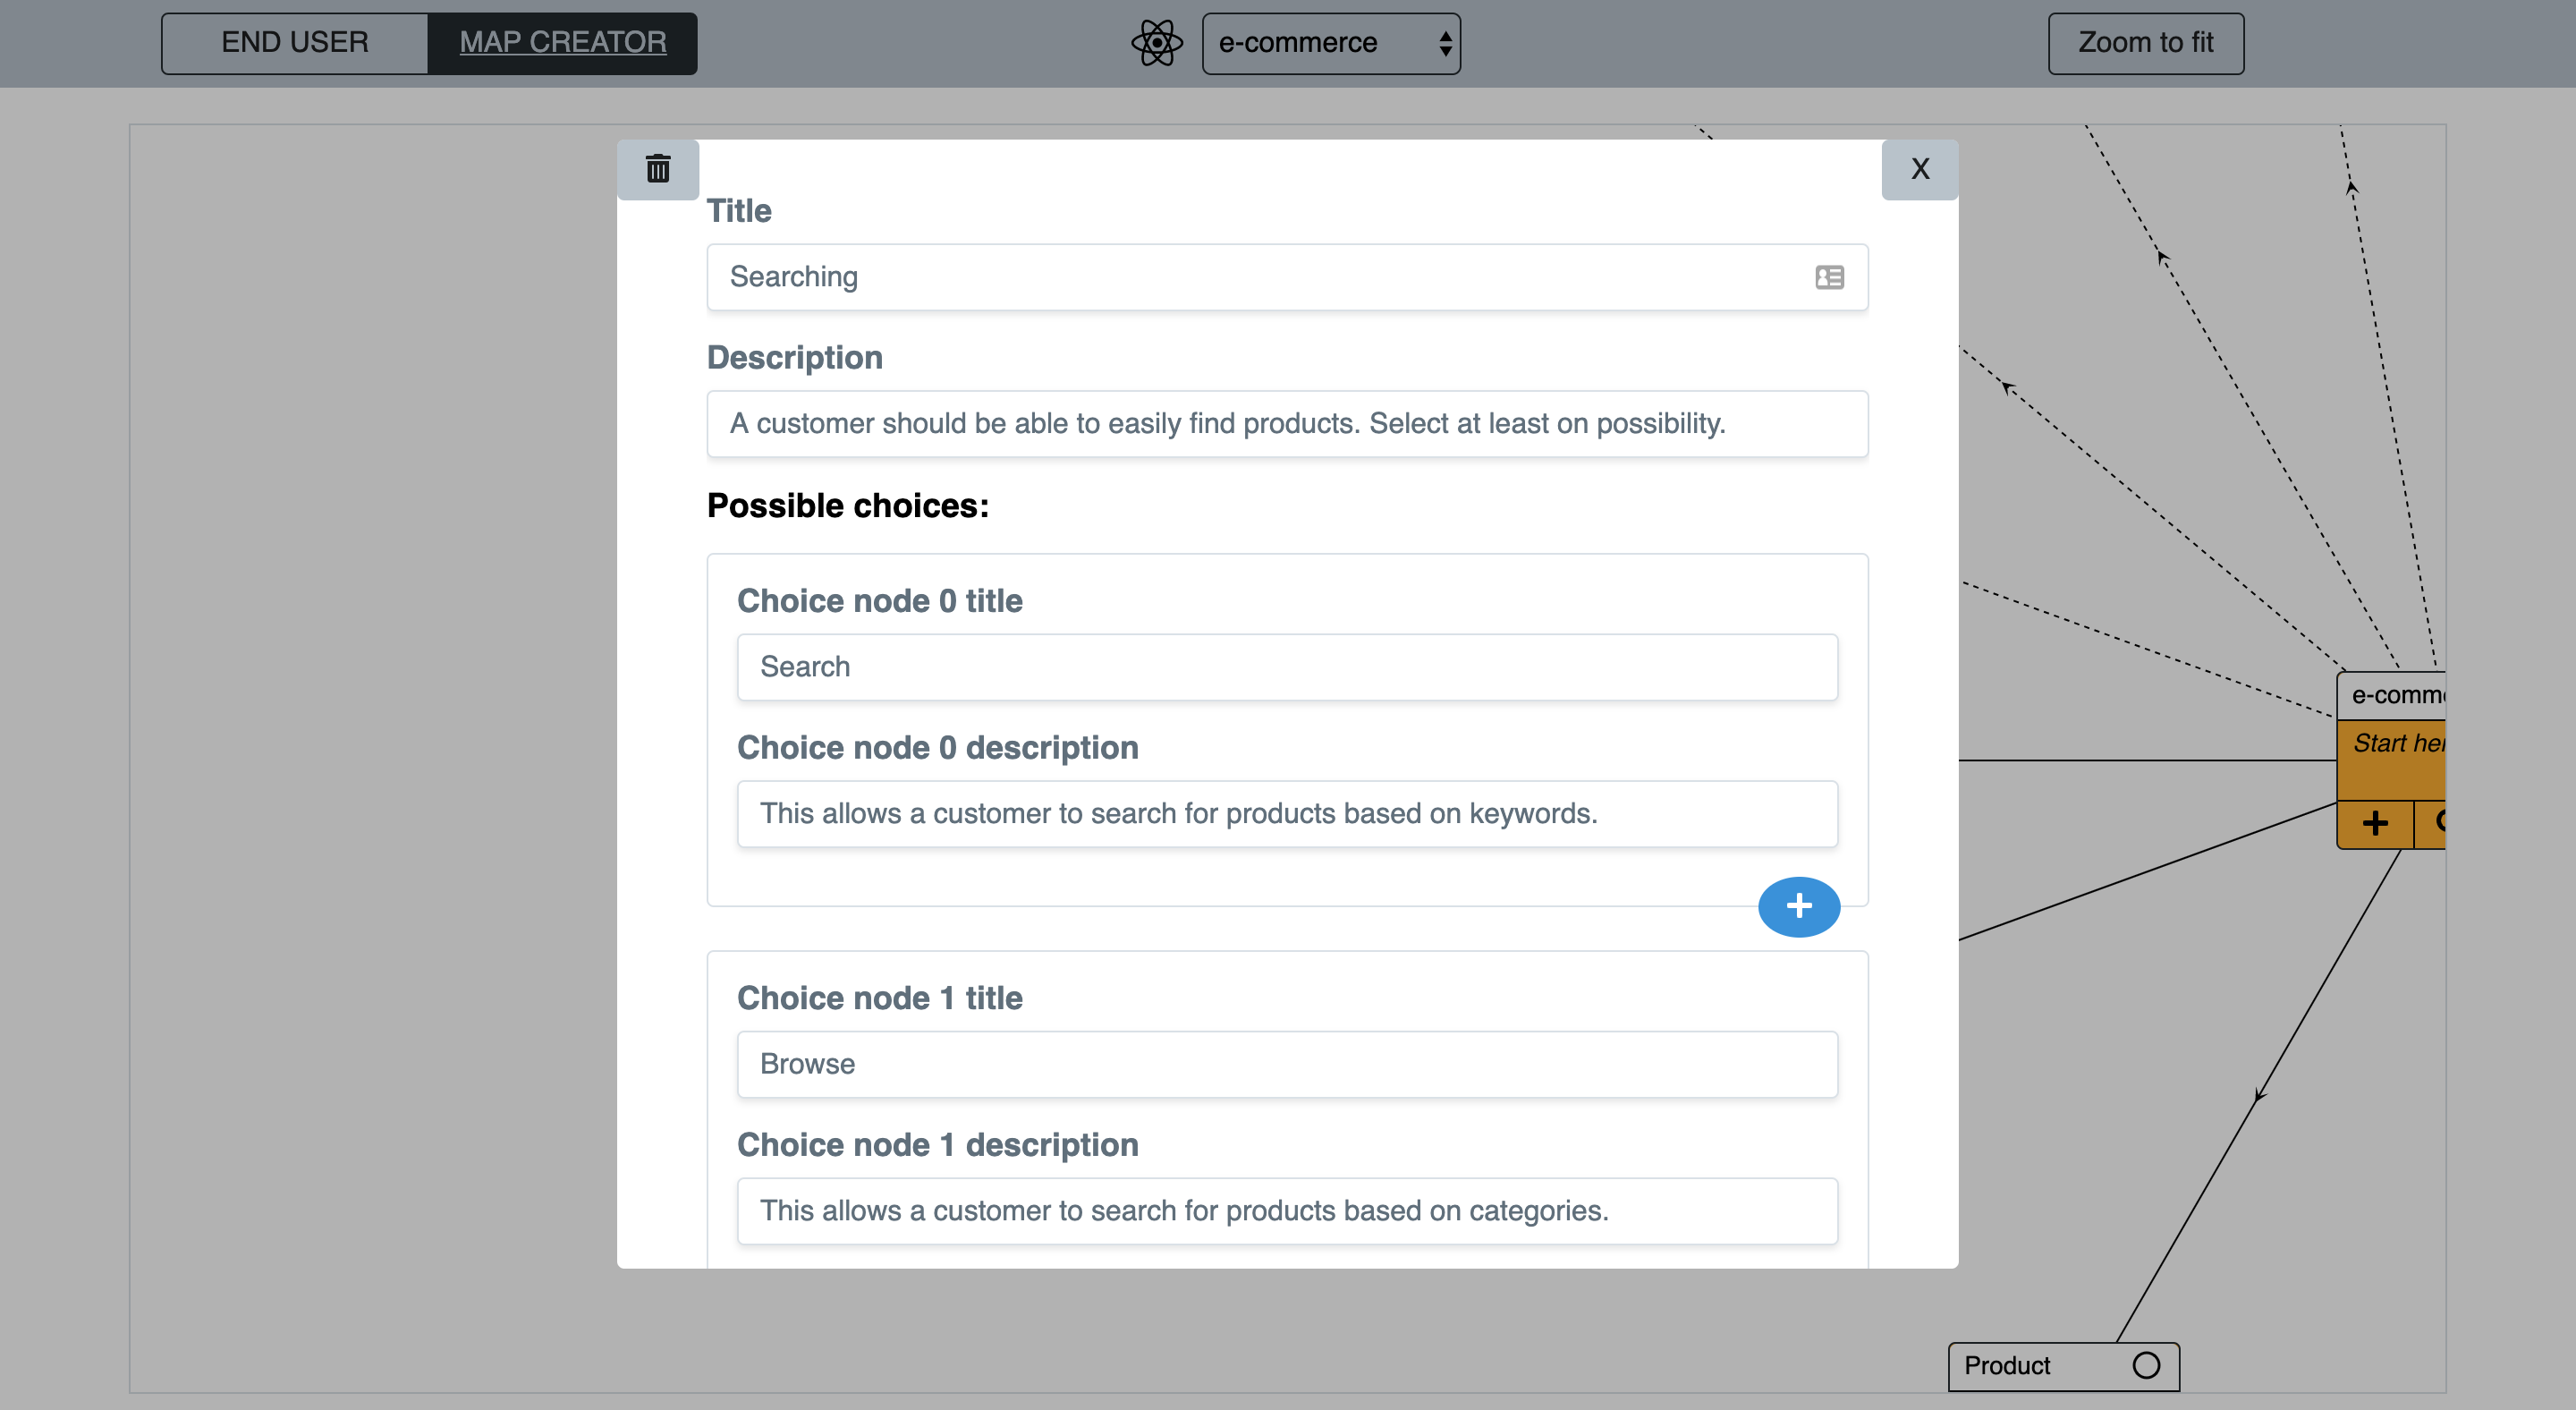 END USER
MAP CREATOR
e-commerce
Zoom to fit
X
Title
Searching
Description
A customer should be able to easily find products. Select at least on possibility.
Possible choices:
Choice node 0 title
Search
Choice node 0 description
This allows a customer to search for products based on keywords.
+
Choice node 1 title
Browse
Choice node 1 description
This allows a customer to search for products based on categories.
e-comme
Start her
+
Product